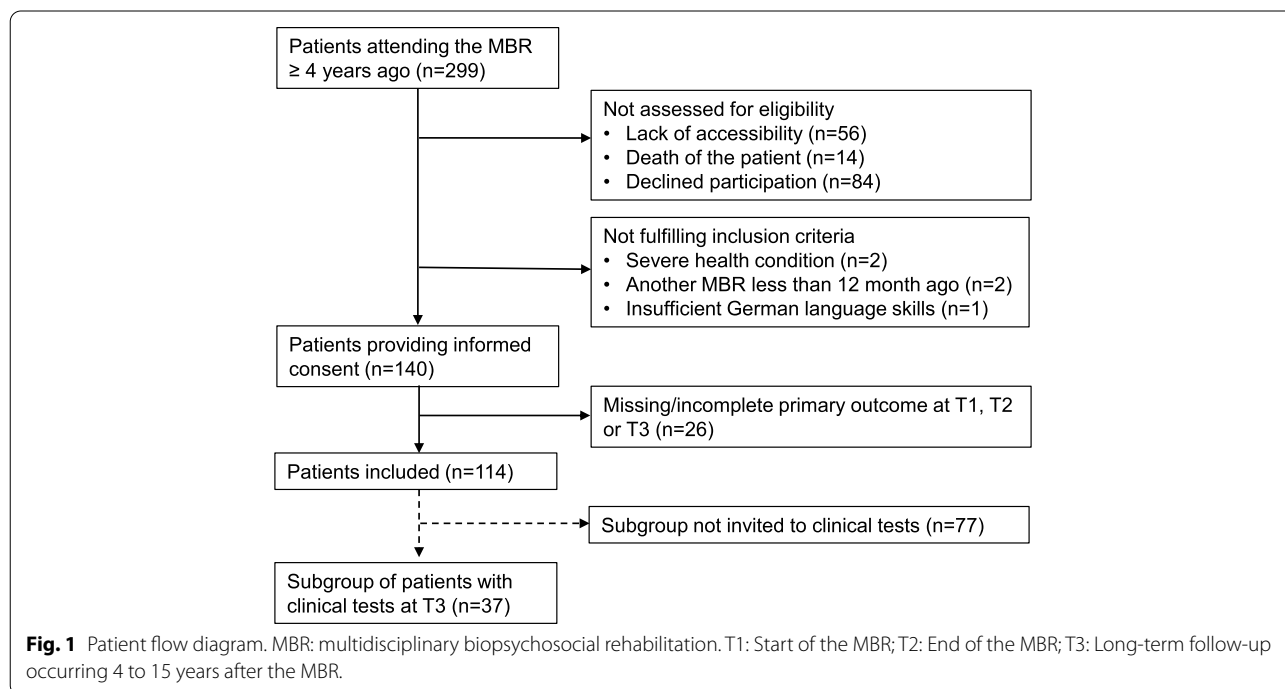 Patients attending the MBR
≥ 4 years ago (n=299)
Not assessed for eligibility
• Lack of accessibility (n=56)
• Death of the patient (n=14)
• Declined participation (n=84)
Not fulfilling inclusion criteria
• Severe health condition (n=2)
• Another MBR less than 12 month ago (n=2)
• Insufficient German language skills (n=1)
Patients providing informed
consent (n=140)
Missing/incomplete primary outcome at T1, T2
or T3 (n=26)
Patients included (n=114)
Subgroup not invited to clinical tests (n=77)
Subgroup of patients with
clinical tests at T3 (n=37)
Fig. 1 Patient flow diagram. MBR: multidisciplinary biopsychosocial rehabilitation. T1: Start of the MBR; T2: End of the MBR; T3: Long-term follow-up
occurring 4 to 15 years after the MBR.